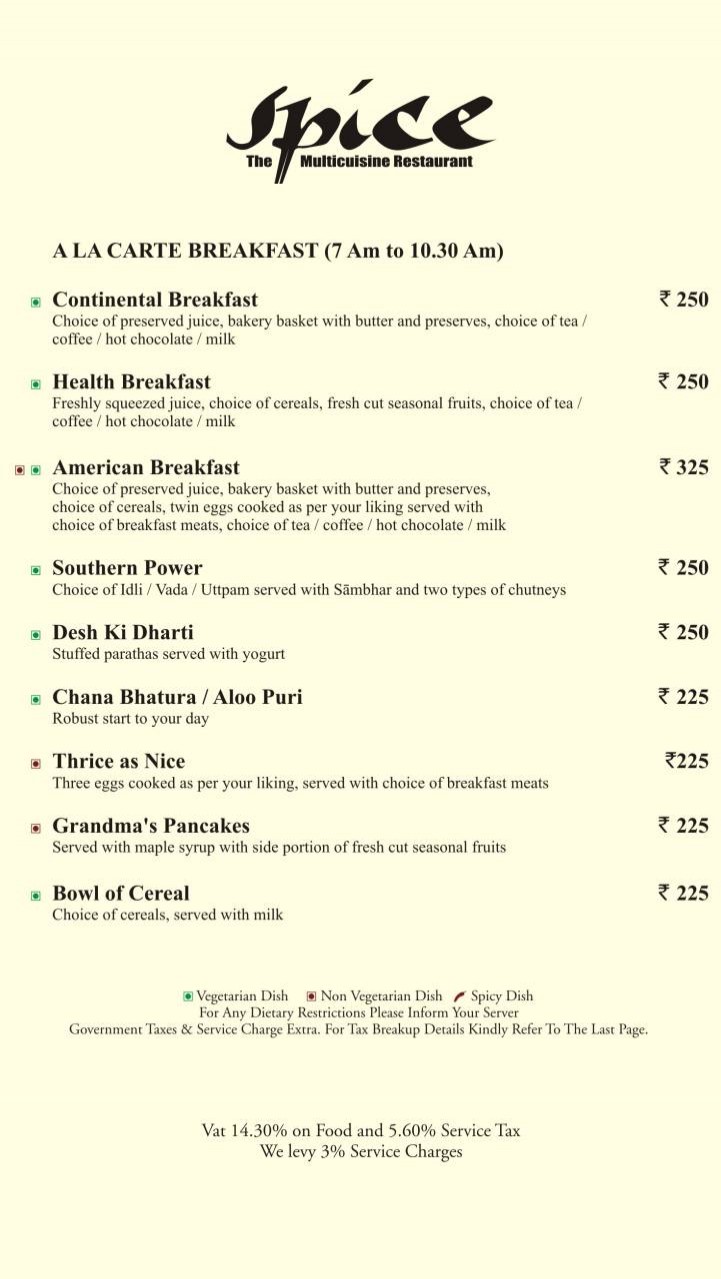 spice
The Multicuisine Restaurant
A LA CARTE BREAKFAST (7 Am to 10.30 Am)
Continental Breakfast ₹ 250
Choice of preserved juice, bakery basket with butter and preserves, choice of tea /
coffee / hot chocolate / milk
Health Breakfast ₹ 250
Freshly squeezed juice, choice of cereals, fresh cut seasonal fruits, choice of tea /
coffee / hot chocolate / milk
American Breakfast ₹ 325
Choice of preserved juice, bakery basket with butter and preserves,
choice of cereals, twin eggs cooked as per your liking served with
choice of breakfast meats, choice of tea / coffee / hot chocolate / milk
Southern Power ₹ 250
Choice of Idli / Vada / Uttpam served with Sāmbhar and two types of chutneys
Desh Ki Dharti ₹ 250
Stuffed parathas served with yogurt
Chana Bhatura / Aloo Puri ₹ 225
Robust start to your day
Thrice as Nice ₹225
Three eggs cooked as per your liking, served with choice of breakfast meats
Grandma's Pancakes ₹ 225
Served with maple syrup with side portion of fresh cut seasonal fruits
Bowl of Cereal ₹ 225
Choice of cereals, served with milk
Vegetarian Dish Non Vegetarian Dish Spicy Dish
For Any Dietary Restrictions Please Inform Your Server
Government Taxes & Service Charge Extra. For Tax Breakup Details Kindly Refer To The Last Page.
Vat 14.30% on Food and 5.60% Service Tax
We levy 3% Service Charges